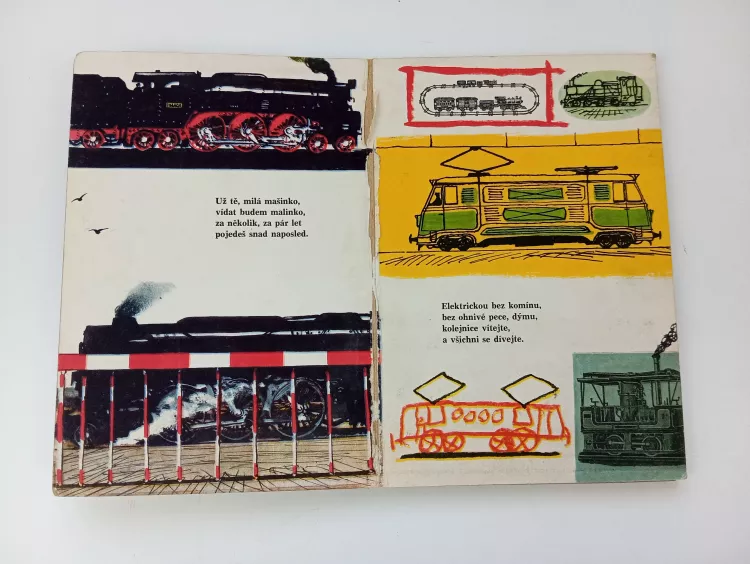 Už tě, milá mašinko,
vídat budem malinko,
za několik, za pár let
pojedeš snad naposled.
Elektrickou bez komínu,
bez ohnivé pece, dýmu,
kolejnice vítejte,
a všichni se dívejte.